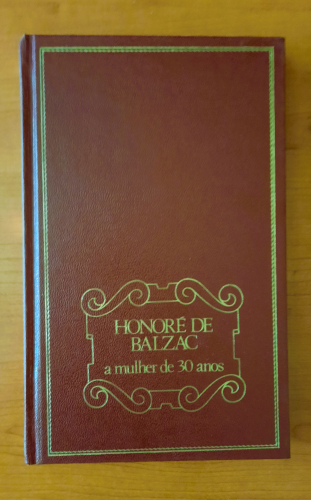 HONORÉ DE
BALZAC
a mulher de 30 anos